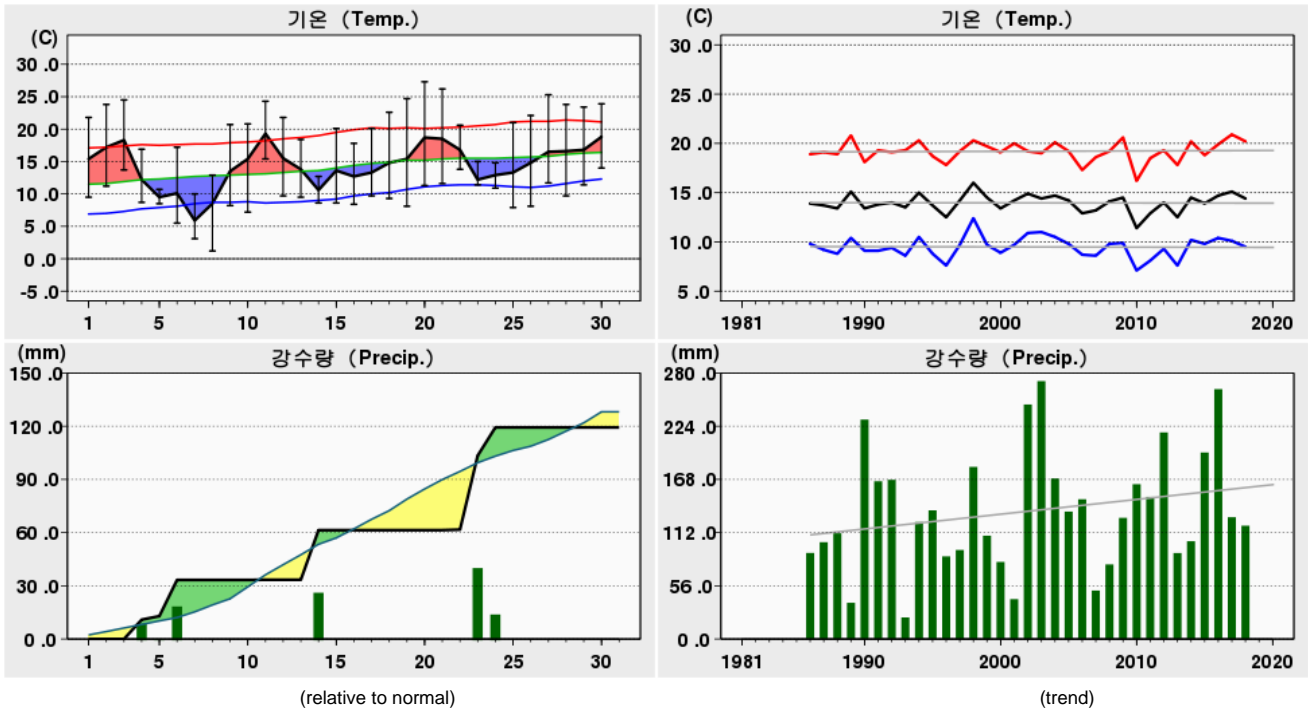 기온 (Temp.)
(C)
30 .0
25 .0
20 .0
15 .0
10 .0
5 .0
0 .0
-5 .0
1 5 10 15 20 25 30
기온 (Temp.)
(C)
30 .0
25 .0
20 .0
15 .0
10 .0
5 .0
1981 1990 2000 2010 2020
강수량 (Precip.)
(mm)
150 .0
120 .0
90 .0
60 .0
30 .0
0 .0
1 5 10 15 20 25 30
(relative to normal)
강수량 (Precip.)
(mm)
280 .0
224 .0
168 .0
112 .0
56 .0
0 .0
1981 1990 2000 2010 2020
(trend)